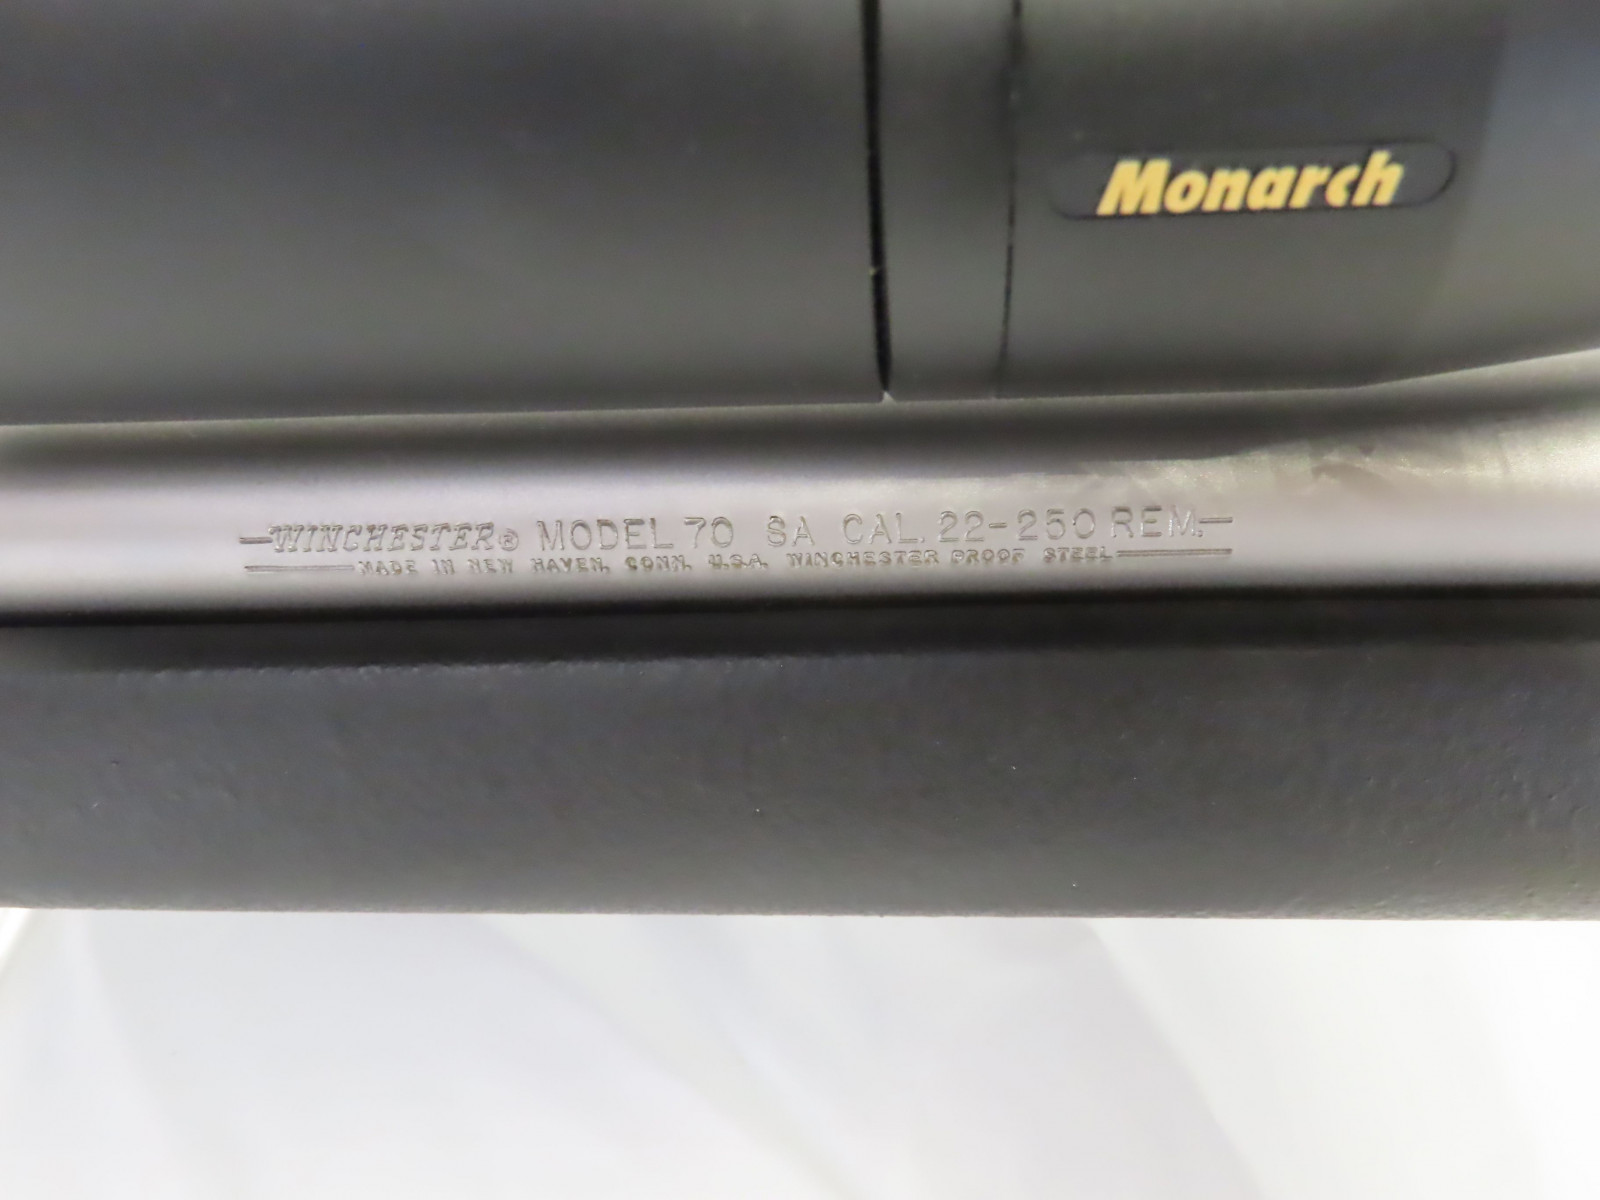 Monarch
WINCHESTER® MODEL 70 SA CAL. 22-250 REM.
MADE IN NEW HAVEN, CONN. U.S.A. WINCHESTER PROOF STEEL